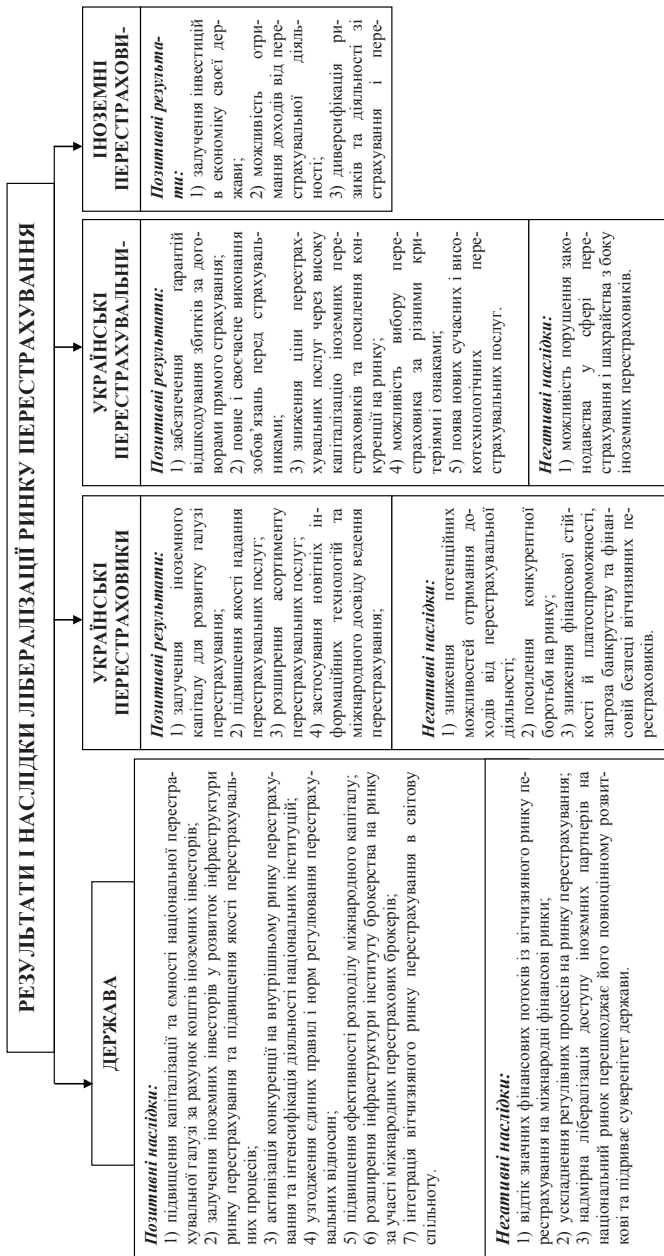 РЕЗУЛЬТАТИ І НАСЛІДКИ ЛІБЕРАЛІЗАЦІЇ РИНКУ ПЕРЕСТРАХУВАННЯ
ДЕРЖАВА
Позитивні наслідки:
1) підвищення капіталізації та ємності національної перестра-
хувальної галузі за рахунок коштів іноземних інвесторів;
2) залучення іноземних інвесторів у розвиток інфраструктури
ринку перестрахування та підвищення якості перестрахуваль-
них процесів;
3) активізація конкуренції на внутрішньому ринку перестраху-
вання та інтенсифікація діяльності національних інституцій;
4) узгодження єдиних правил і норм регулювання перестраху-
вальних відносин;
5) підвищення ефективності розподілу міжнародного капіталу;
6) розширення інфраструктури інституту брокерства на ринку
за участі міжнародних перестрахових брокерів;
7) інтеграція вітчизняного ринку перестрахування в світову
спільноту.
Негативні наслідки:
1) відтік значних фінансових потоків із вітчизняного ринку пе-
рестрахування на міжнародні фінансові ринки;
2) ускладнення регулівних процесів на ринку перестрахування;
3) надмірна лібералізація доступу іноземних партнерів на
національний ринок перешкоджає його повноцінному розвит-
кові та підриває суверенітет держави.
УКРАЇНСЬКІ
ПЕРЕСТРАХОВИКИ
Позитивні результати:
1) залучення іноземного
капіталу для розвитку галузі
перестрахування;
2) підвищення якості надання
перестрахувальних послуг;
3) розширення асортименту
перестрахувальних послуг;
4) застосування новітніх ін-
формаційних технологій та
міжнародного досвіду ведення
перестрахування;
Негативні наслідки:
1) зниження потенційних
можливостей отримання до-
ходів від перестрахувальної
діяльності;
2) посилення конкурентної
боротьби на ринку;
3) зниження фінансової стій-
кості й платоспроможності,
загроза банкрутству та фінан-
совій безпеці вітчизняних пе-
рестраховиків.
УКРАЇНСЬКІ
ПЕРЕСТРАХУВАЛЬНИ-
Позитивні результати:
1) забезпечення гарантій
відшкодування збитків за дого-
ворами прямого страхування;
2) повне і своєчасне виконання
зобов’язань перед страхуваль-
никами;
3) зниження ціни перестрах-
хувальних послуг через високу
капіталізацію іноземних пере-
страховиків та посилення кон-
куренції на ринку;
4) можливість вибору пере-
страховика за різними кри-
теріями і ознаками;
5) поява нових сучасних і висо-
котехнологічних пере-
страхувальних послуг.
Негативні наслідки:
1) можливість порушення зако-
нодавства у сфері пере-
страхування і шахрайства з боку
іноземних перестраховиків.
ІНОЗЕМНІ
ПЕРЕСТРАХОВИ-
Позитивні результа-
ти:
1) залучення інвестицій
в економіку своєї дер-
жави;
2) можливість отри-
мання доходів від пере-
страхувальної діяль-
ності;
3) диверсифікація ри-
зиків та діяльності зі
страхування і пере-